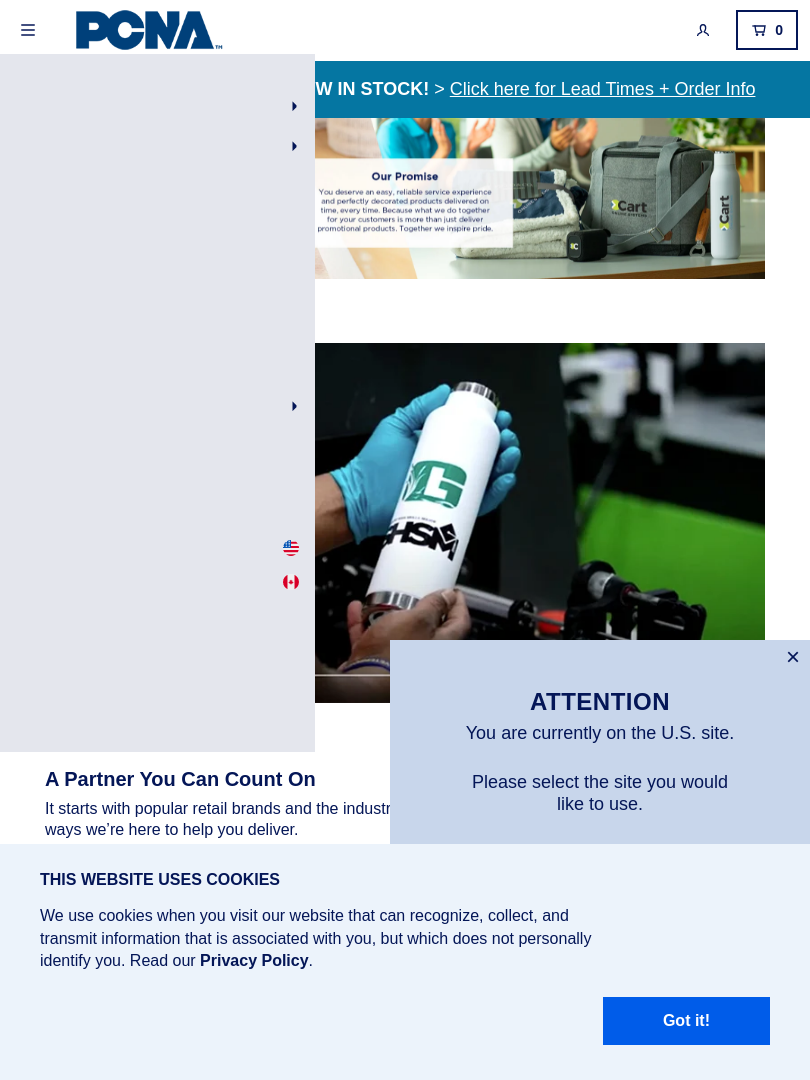 PCNA™
0
W IN STOCK! > Click here for Lead Times + Order Info
Our Promise
You deserve an easy, reliable service experience
and perfectly decorated products delivered on
time, every time. Because what we do together
for your customers is more than just deliver
promotional products. Together we inspire pride.
Cart
Cart
G
GHSM
ATTENTION
You are currently on the U.S. site.
Please select the site you would
like to use.
A Partner You Can Count On
It starts with popular retail brands and the industr
ways we’re here to help you deliver.
THIS WEBSITE USES COOKIES
We use cookies when you visit our website that can recognize, collect, and
transmit information that is associated with you, but which does not personally
identify you. Read our Privacy Policy.
Got it!